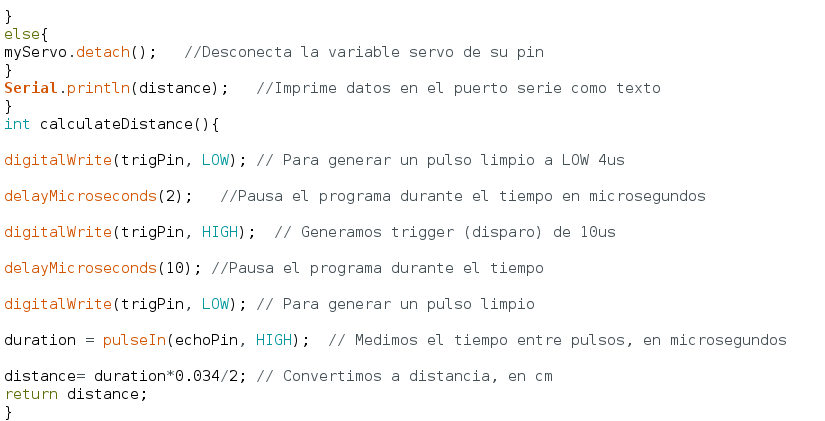 }
else{
myServo.detach();   //Desconecta la variable servo de su pin
}
Serial.println(distance);   //Imprime datos en el puerto serie como texto
}
int calculateDistance(){
digitalWrite(trigPin, LOW); // Para generar un pulso limpio a LOW 4us
delayMicroseconds(2);   //Pausa el programa durante el tiempo en microsegundos
digitalWrite(trigPin, HIGH);  // Generamos trigger (disparo) de 10us
delayMicroseconds(10); //Pausa el programa durante el tiempo
digitalWrite(trigPin, LOW); // Para generar un pulso limpio
duration = pulseIn(echoPin, HIGH);  // Medimos el tiempo entre pulsos, en microsegundos
distance= duration*0.034/2; // Convertimos a distancia, en cm
return distance;
}